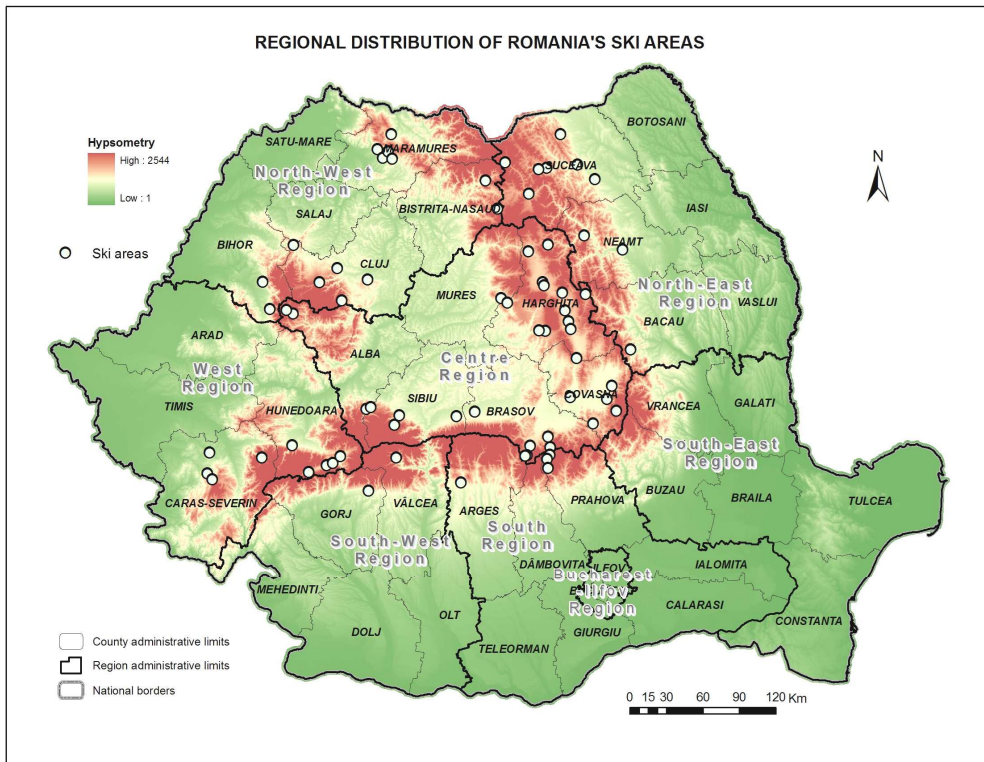 REGIONAL DISTRIBUTION OF ROMANIA'S SKI AREAS
Hypsometry
High : 2544
Low : 1
Ski areas
N
BOTOSANI
SATU-MARE
MARAMURES
SUCEAVA
North-West
Region
BISTRITA-NASAUD
IASI
SALAJ
BIHOR
NEAMT
CLUJ
North-East
Region
MURES
HARGHITA
VASLUI
BACAU
ARAD
ALBA
Centre
Region
West
Region
SIBIU
COVASNA
TIMIS
HUNEDOARA
BRASOV
VRANCEA
GALATI
South-East
Region
CARAS-SEVERIN
BUZAU
BRAILA
TULCEA
GORJ
VÂLCEA
ARGES
PRAHOVA
South
Region
South-West
Region
DÂMBOVITA
ILFOV
IALOMITA
Bucharest
-Ilfov
Region
MEHEDINTI
OLT
CALARASI
CONSTANTA
DOLJ
GIURGIU
TELEORMAN
County administrative limits
Region administrative limits
National borders
0 15 30 60 90 120 Km